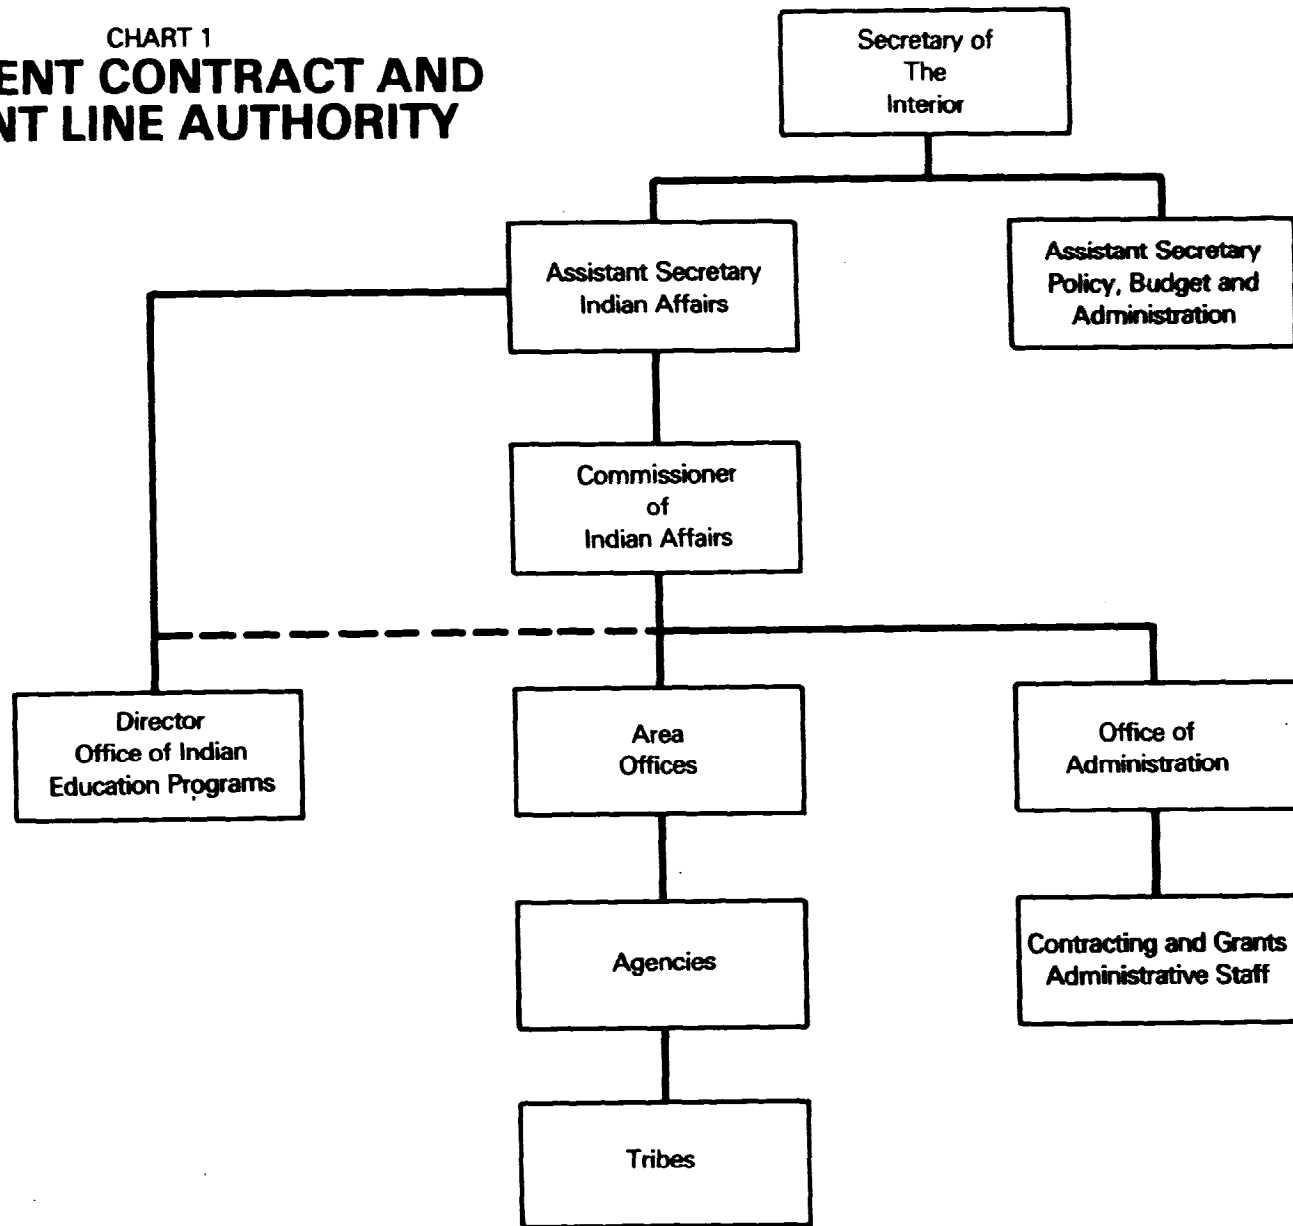 CHART 1
ENT CONTRACT AND
NT LINE AUTHORITY
Secretary of
The
Interior
Assistant Secretary
Indian Affairs
Assistant Secretary
Policy, Budget and
Administration
Commissioner
of
Indian Affairs
Director
Office of Indian
Education Programs
Area
Offices
Office of
Administration
Agencies
Contracting and Grants
Administrative Staff
Tribes